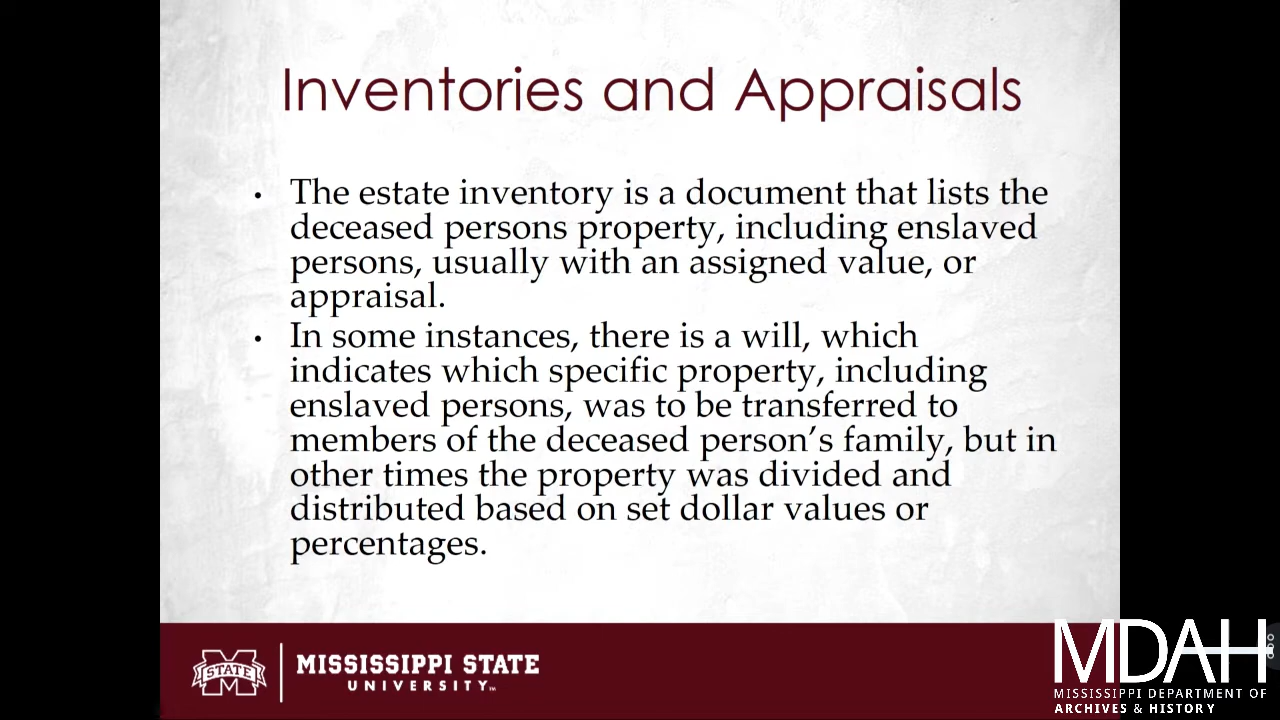 Inventories and Appraisals
• The estate inventory is a document that lists the
deceased persons property, including enslaved
persons, usually with an assigned value, or
appraisal.
• In some instances, there is a will, which
indicates which specific property, including
enslaved persons, was to be transferred to
members of the deceased person’s family, but in
other times the property was divided and
distributed based on set dollar values or
percentages.
STATE
M
MISSISSIPPI STATE
UNIVERSITY™
MDAH
MISSISSIPPI DEPARTMENT OF
ARCHIVES & HISTORY